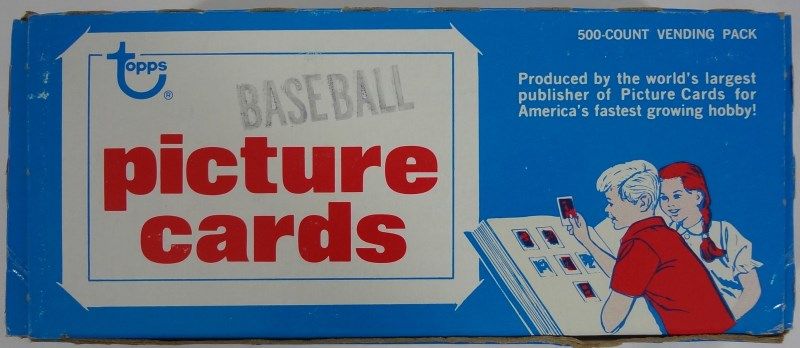 500-COUNT VENDING PACK
topps ®
BASEBALL
picture
cards
Produced by the world's largest
publisher of Picture Cards for
America's fastest growing hobby!